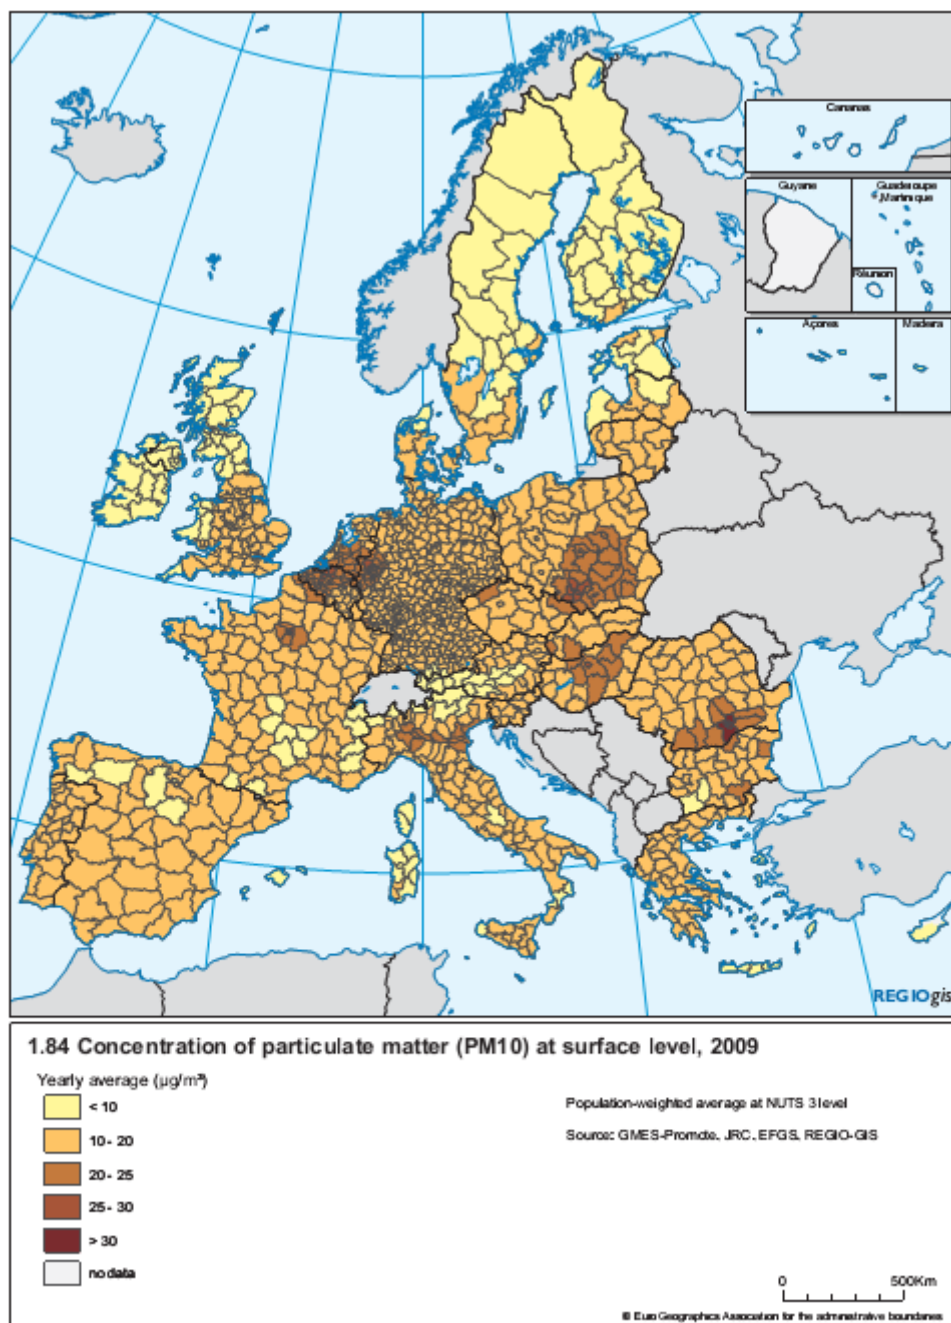 Canarias
Guyane
Guadeloupe
,Martinique
Réunion
Açores
Madeira
REGIOgis
1.84 Concentration of particulate matter (PM10) at surface level, 2009
Yearly average (µg/m³)
< 10
10 - 20
20 - 25
25 - 30
> 30
no data
Population-weighted average at NUTS 3 level
Source: GMES-Promote, JRC, EFGS, REGIO-GIS
0 500Km
© EuroGeographics Association for the administrative boundaries